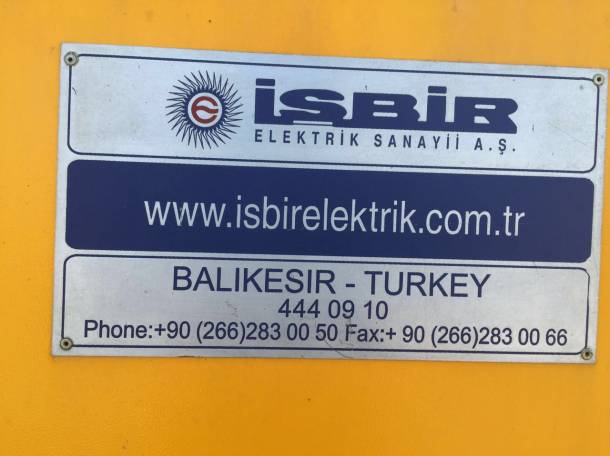 İŞBİR
ELEKTRİK SANAYİİ A.Ş.
www.isbirelektrik.com.tr
BALIKESIR - TURKEY
444 09 10
Phone:+90 (266)283 00 50 Fax:+ 90 (266)283 00 66